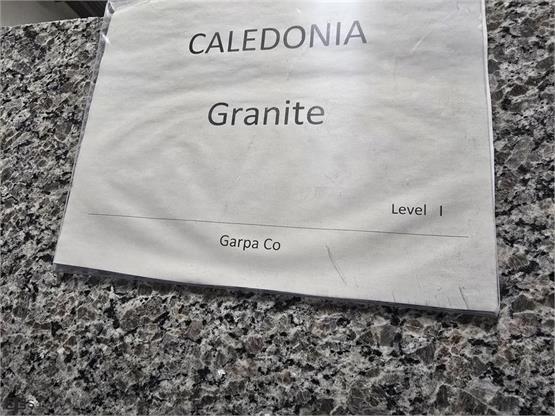 CALEDONIA
Granite
Level I
Garpa Co